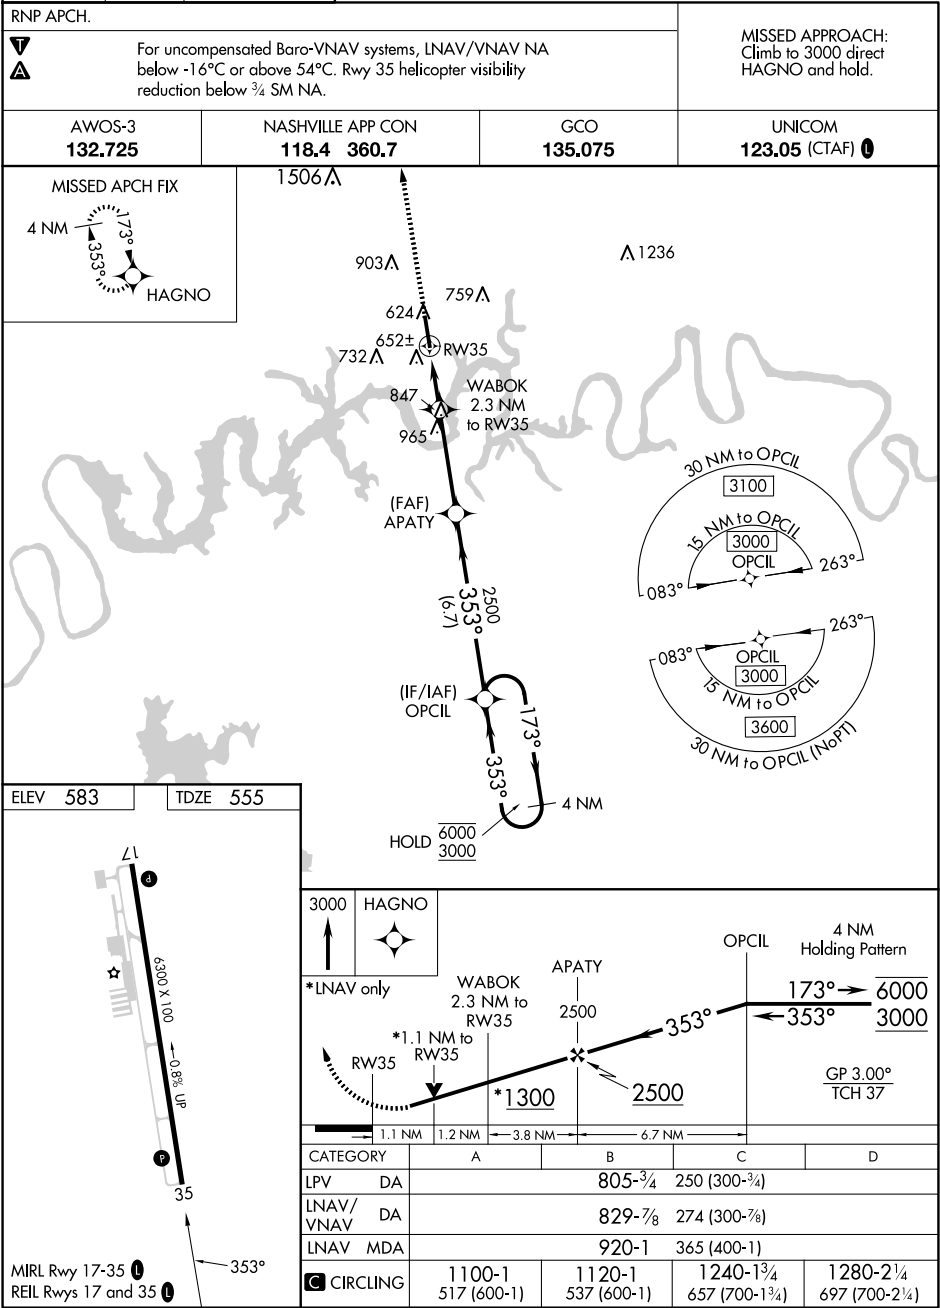 RNP APCH.
T
A
For uncompensated Baro-VNAV systems, LNAV/VNAV NA
below -16°C or above 54°C. Rwy 35 helicopter visibility
reduction below ¾ SM NA.
MISSED APPROACH:
Climb to 3000 direct
HAGNO and hold.
AWOS-3
132.725
NASHVILLE APP CON
118.4 360.7
GCO
135.075
UNICOM
123.05 (CTAF) L
MISSED APCH FIX
4 NM
173°
353°
HAGNO
1506
903
1236
759
624
652±
RW35
732
WABOK
2.3 NM
to RW35
847
965
(FAF)
APATY
2500
353°
(6.7)
(IF/IAF)
OPCIL
173°
353°
4 NM
HOLD 6000
3000
30 NM to OPCIL
3100
15 NM to OPCIL
3000
OPCIL
083°
263°
263°
083°
OPCIL
3000
15 NM to OPCIL
3600
30 NM to OPCIL (NoPT)
ELEV 583
TDZE 555
17
P
6300 X 100
0.8% UP
P
35
353°
MIRL Rwy 17-35 L
REIL Rwys 17 and 35 L
3000
HAGNO
*LNAV only
RW35
*1.1 NM to
RW35
WABOK
2.3 NM to
RW35
APATY
2500
OPCIL
4 NM
Holding Pattern
173°
6000
353°
353°
3000
*1300
2500
GP 3.00°
TCH 37
1.1 NM
1.2 NM
3.8 NM
6.7 NM
CATEGORY A B C D
LPV DA 805-¾ 250 (300-¾)
LNAV/
VNAV DA 829-⅞ 274 (300-⅞)
LNAV MDA 920-1 365 (400-1)
C CIRCLING
1100-1
517 (600-1)
1120-1
537 (600-1)
1240-1¾
657 (700-1¾)
1280-2¼
697 (700-2¼)